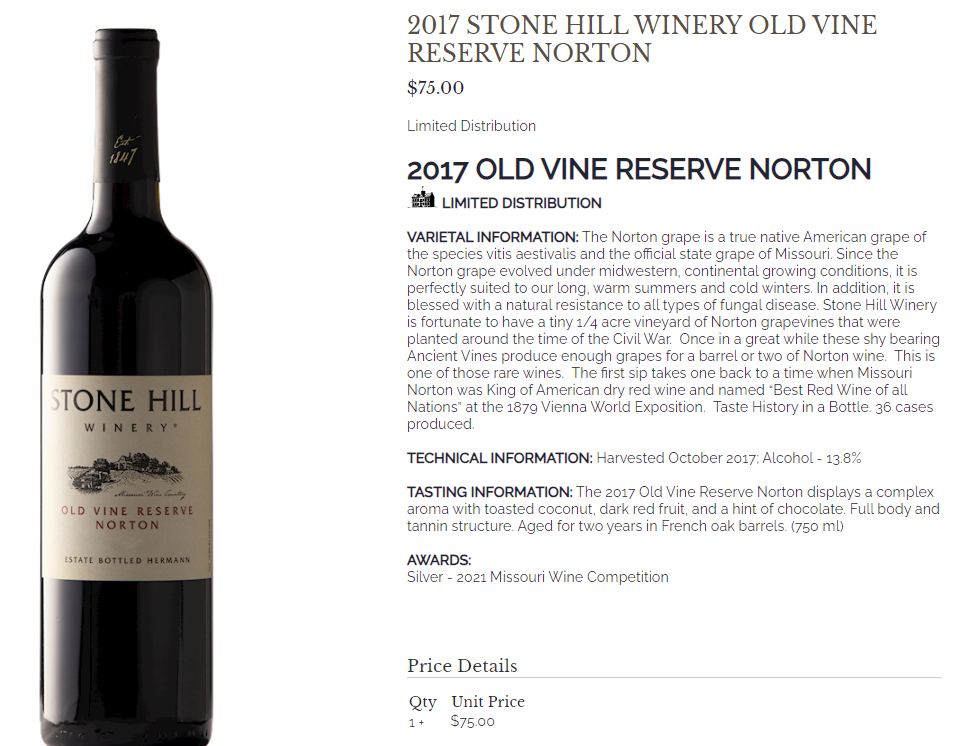 Est.
1847
STONE HILL
WINERY®
Missouri Wine Country
OLD VINE RESERVE
NORTON
ESTATE BOTTLED HERMANN
2017 STONE HILL WINERY OLD VINE
RESERVE NORTON
$75.00
Limited Distribution
2017 OLD VINE RESERVE NORTON
LIMITED DISTRIBUTION
VARIETAL INFORMATION: The Norton grape is a true native American grape of
the species vitis aestivalis and the official state grape of Missouri. Since the
Norton grape evolved under midwestern, continental growing conditions, it is
perfectly suited to our long, warm summers and cold winters. In addition, it is
blessed with a natural resistance to all types of fungal disease. Stone Hill Winery
is fortunate to have a tiny 1/4 acre vineyard of Norton grapevines that were
planted around the time of the Civil War. Once in a great while these shy bearing
Ancient Vines produce enough grapes for a barrel or two of Norton wine. This is
one of those rare wines. The first sip takes one back to a time when Missouri
Norton was King of American dry red wine and named “Best Red Wine of all
Nations” at the 1879 Vienna World Exposition. Taste History in a Bottle. 36 cases
produced.
TECHNICAL INFORMATION: Harvested October 2017; Alcohol - 13.8%
TASTING INFORMATION: The 2017 Old Vine Reserve Norton displays a complex
aroma with toasted coconut, dark red fruit, and a hint of chocolate. Full body and
tannin structure. Aged for two years in French oak barrels. (750 ml)
AWARDS:
Silver - 2021 Missouri Wine Competition
Price Details
Qty Unit Price
1 + $75.00